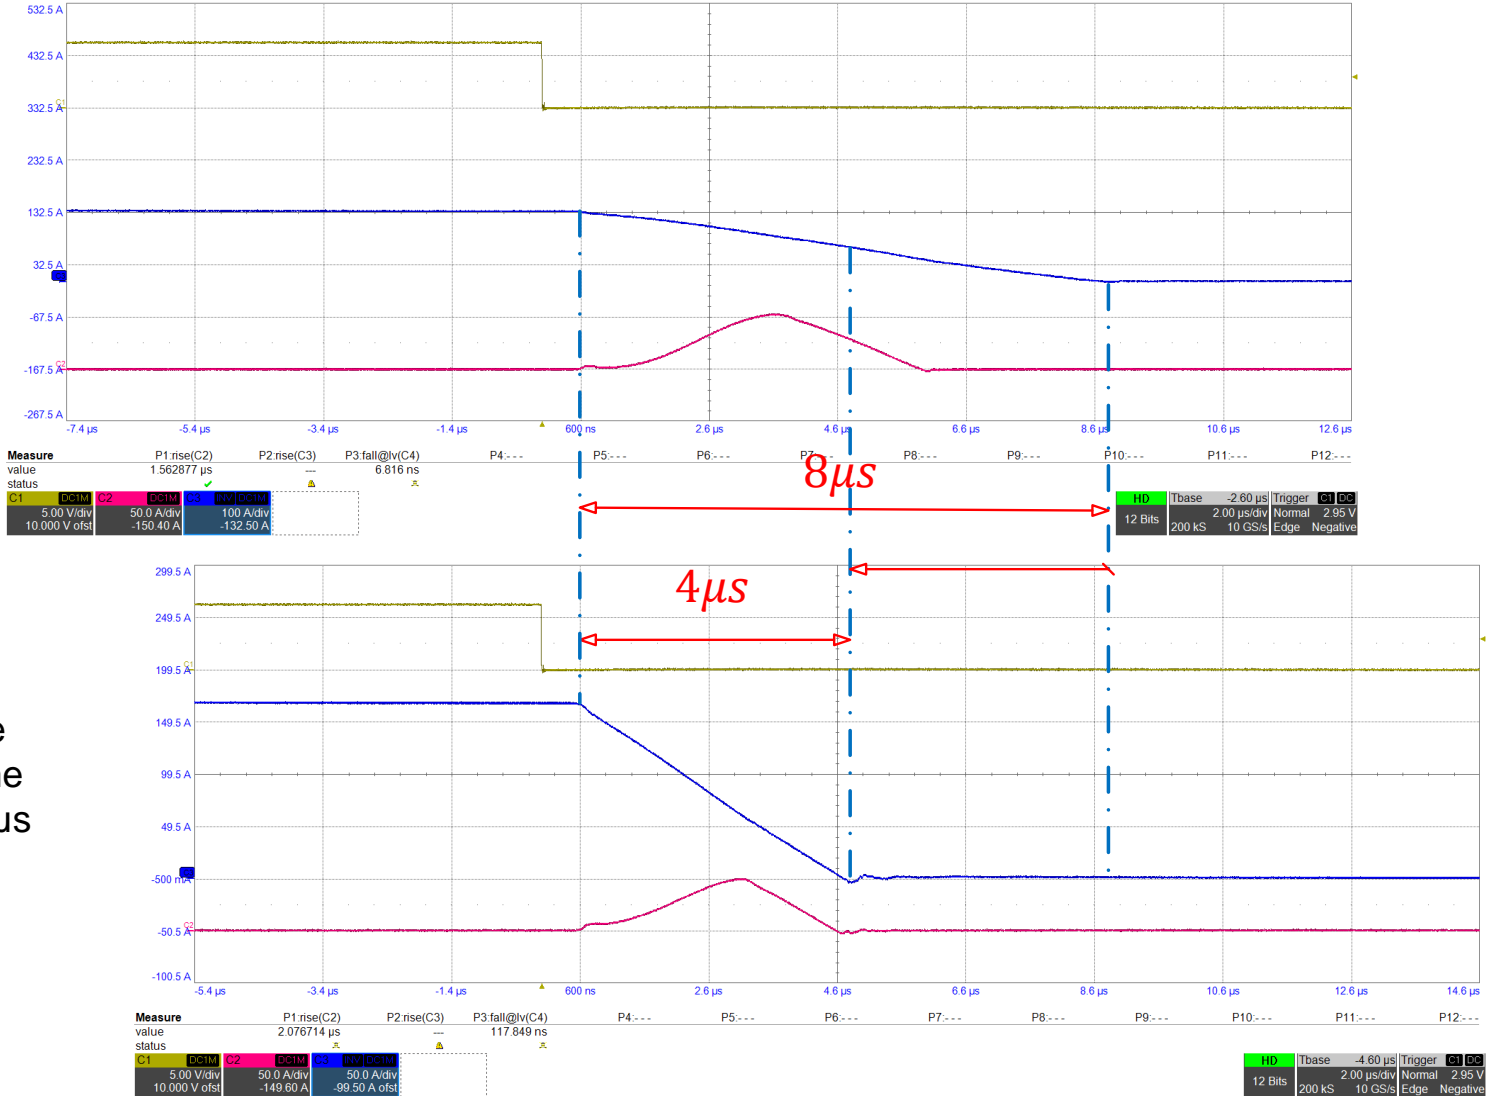 532.5 A
432.5 A
C1
332.5 A
232.5 A
132.5 A
32.5 A
-67.5 A
C2
-167.5 A
-267.5 A
-7.4 µs -5.4 µs -3.4 µs -1.4 µs 600 ns 2.6 µs 4.6 µs 6.6 µs 8.6 µs 10.6 µs 12.6 µs
Measure P1:rise(C2) P2:rise(C3) P3:fall@lv(C4) P4:- - - P5:- - - P6:- - - P7:- - - P8:- - - P9:- - - P10:- - - P11:- - - P12:- - -
value 1.562877 µs --- 6.816 ns
status
8µs
C1 DC1M C2 DC1M C3 INV DC1M
5.00 V/div 50.0 A/div 100 A/div
10.000 V ofst -150.40 A -132.50 A
HD Tbase -2.60 µs Trigger C1 DC
12 Bits 2.00 µs/div Normal 2.95 V
200 kS 10 GS/s Edge Negative
4µs
299.5 A
249.5 A
C1
199.5 A
149.5 A
99.5 A
49.5 A
-500 mA
C2
-50.5 A
-100.5 A
-5.4 µs -3.4 µs -1.4 µs 600 ns 2.6 µs 4.6 µs 6.6 µs 8.6 µs 10.6 µs 12.6 µs 14.6 µs
us
Measure P1:rise(C2) P2:rise(C3) P3:fall@lv(C4) P4:- - - P5:- - - P6:- - - P7:- - - P8:- - - P9:- - - P10:- - - P11:- - - P12:- - -
value 2.076714 µs --- 117.849 ns
status
C1 DC1M C2 DC1M C3 INV DC1M
5.00 V/div 50.0 A/div 50.0 A/div
10.000 V ofst -149.60 A -99.50 A ofst
HD Tbase -4.60 µs Trigger C1 DC
12 Bits 2.00 µs/div Normal 2.95 V
200 kS 10 GS/s Edge Negative